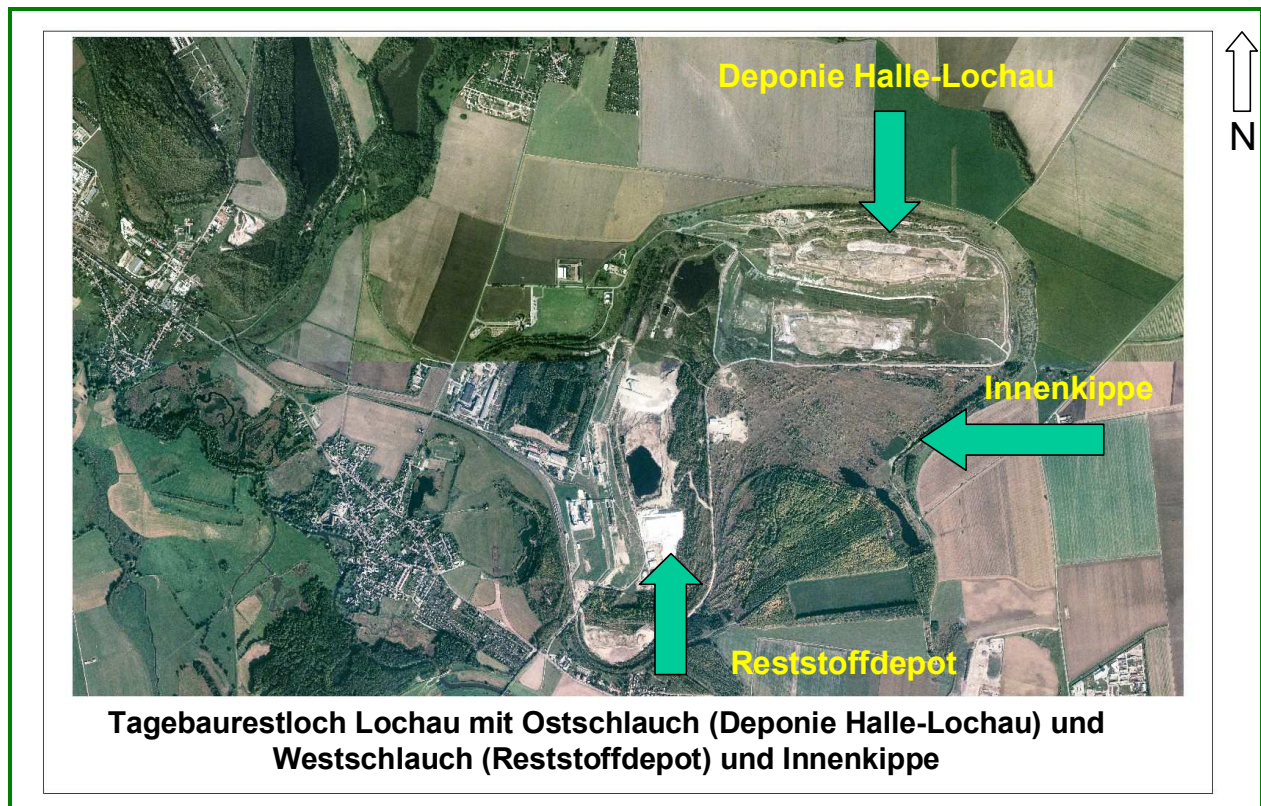 Deponie Halle-Lochau
N
Innenkippe
Reststoffdepot
Tagebaurestloch Lochau mit Ostschlauch (Deponie Halle-Lochau) und
Westschlauch (Reststoffdepot) und Innenkippe